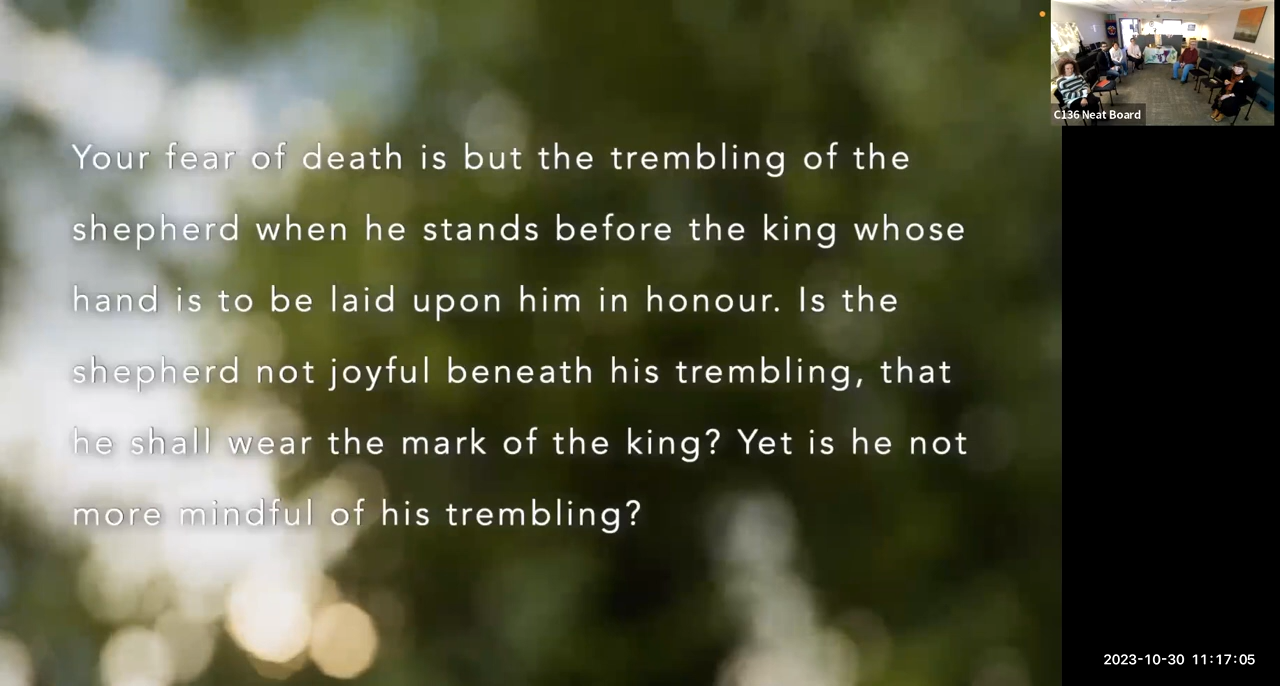 Your fear of death is but the trembling of the
shepherd when he stands before the king whose
hand is to be laid upon him in honour. Is the
shepherd not joyful beneath his trembling, that
he shall wear the mark of the king? Yet is he not
more mindful of his trembling?
C136 Neat Board
2023-10-30 11:17:05